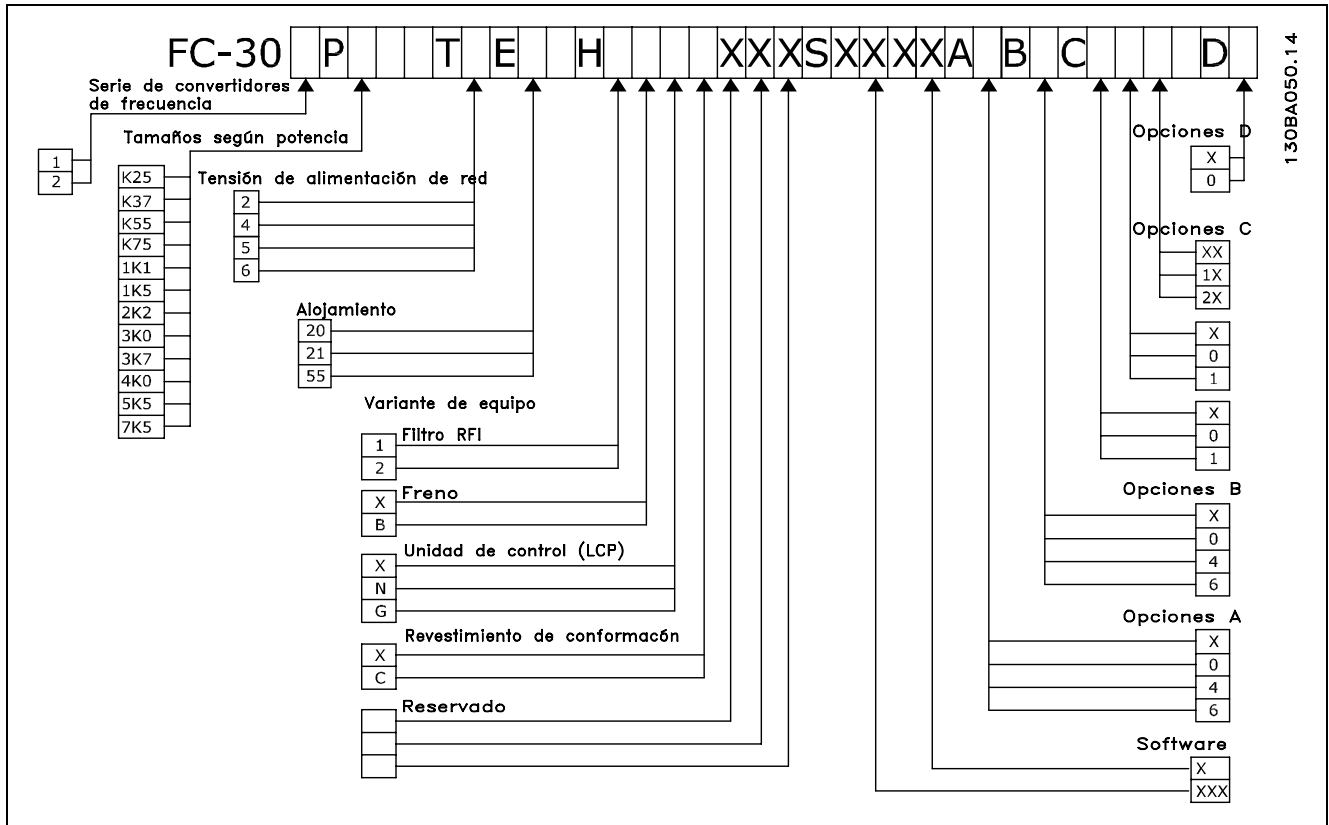 FC-30 P T E H XXXSXXXXA B C D
130BA050.14
Serie de convertidores
de frecuencia
1
2
Tamaños según potencia
K25
K37
K55
K75
1K1
1K5
2K2
3K0
3K7
4K0
5K5
7K5
Tensión de alimentación de red
2
4
5
6
Alojamiento
20
21
55
Variante de equipo
Filtro RFI
1
2
Freno
X
B
Unidad de control (LCP)
X
N
G
Revestimiento de conformacón
X
C
Reservado
Opciones D
X
0
Opciones C
XX
1X
2X
X
0
1
X
0
1
Opciones B
X
0
4
6
Opciones A
X
0
4
6
Software
X
XXX